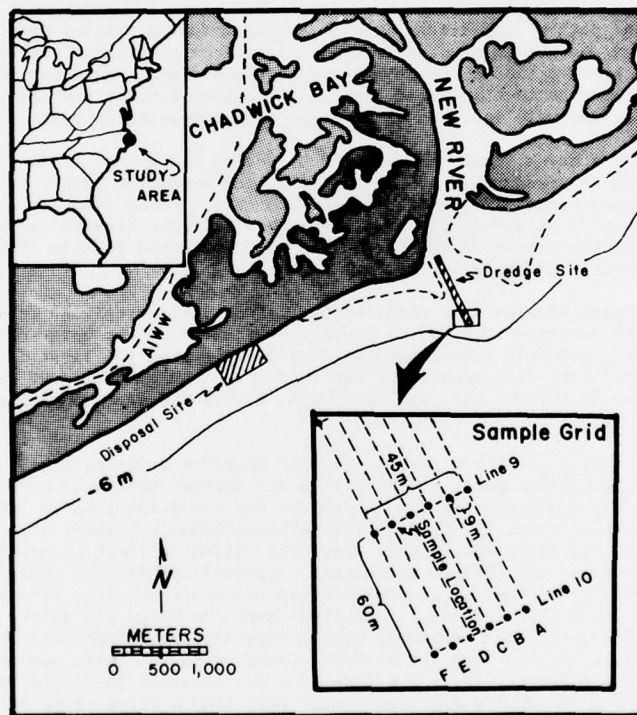 STUDY
AREA
CHADWICK BAY
NEW RIVER
Dredge Site
AIWW
Disposal Site
- 6 m
N
METERS
500 1,000
Sample Grid
45m
Line 9
9m
Sample Location
60m
Line 10
F E D C B A